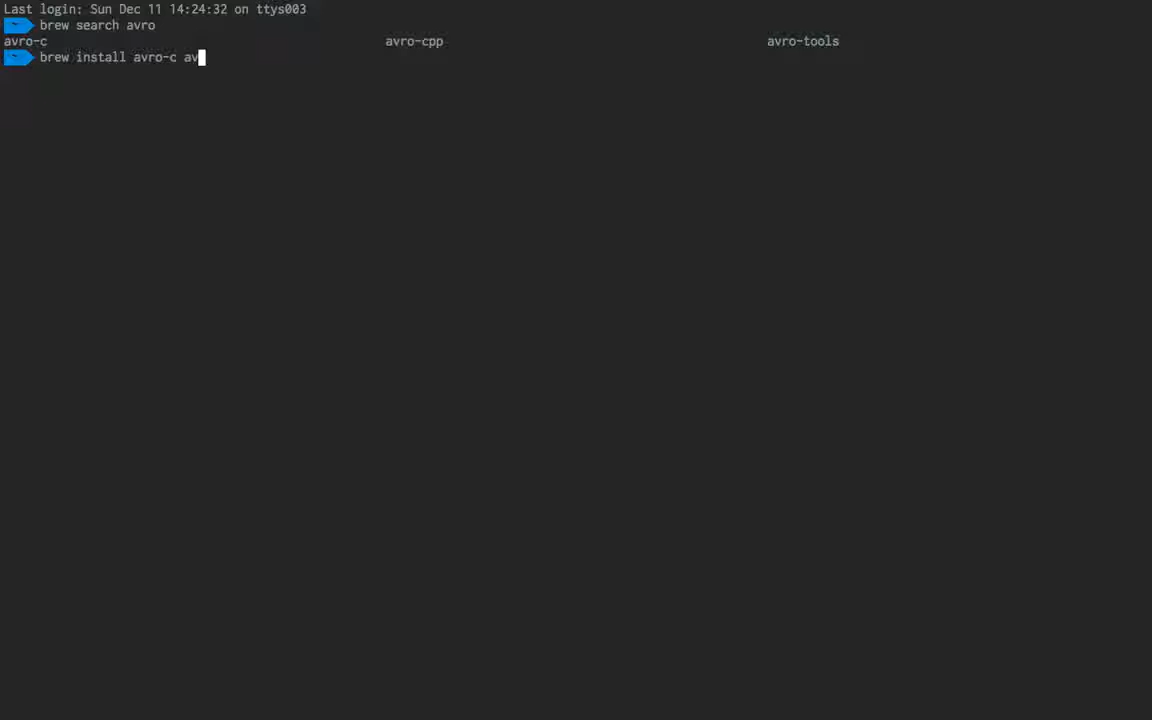 Last login: Sun Dec 11 14:24:32 on ttys003
~ brew search avro
avro-c avro-cpp avro-tools
~ brew install avro-c av